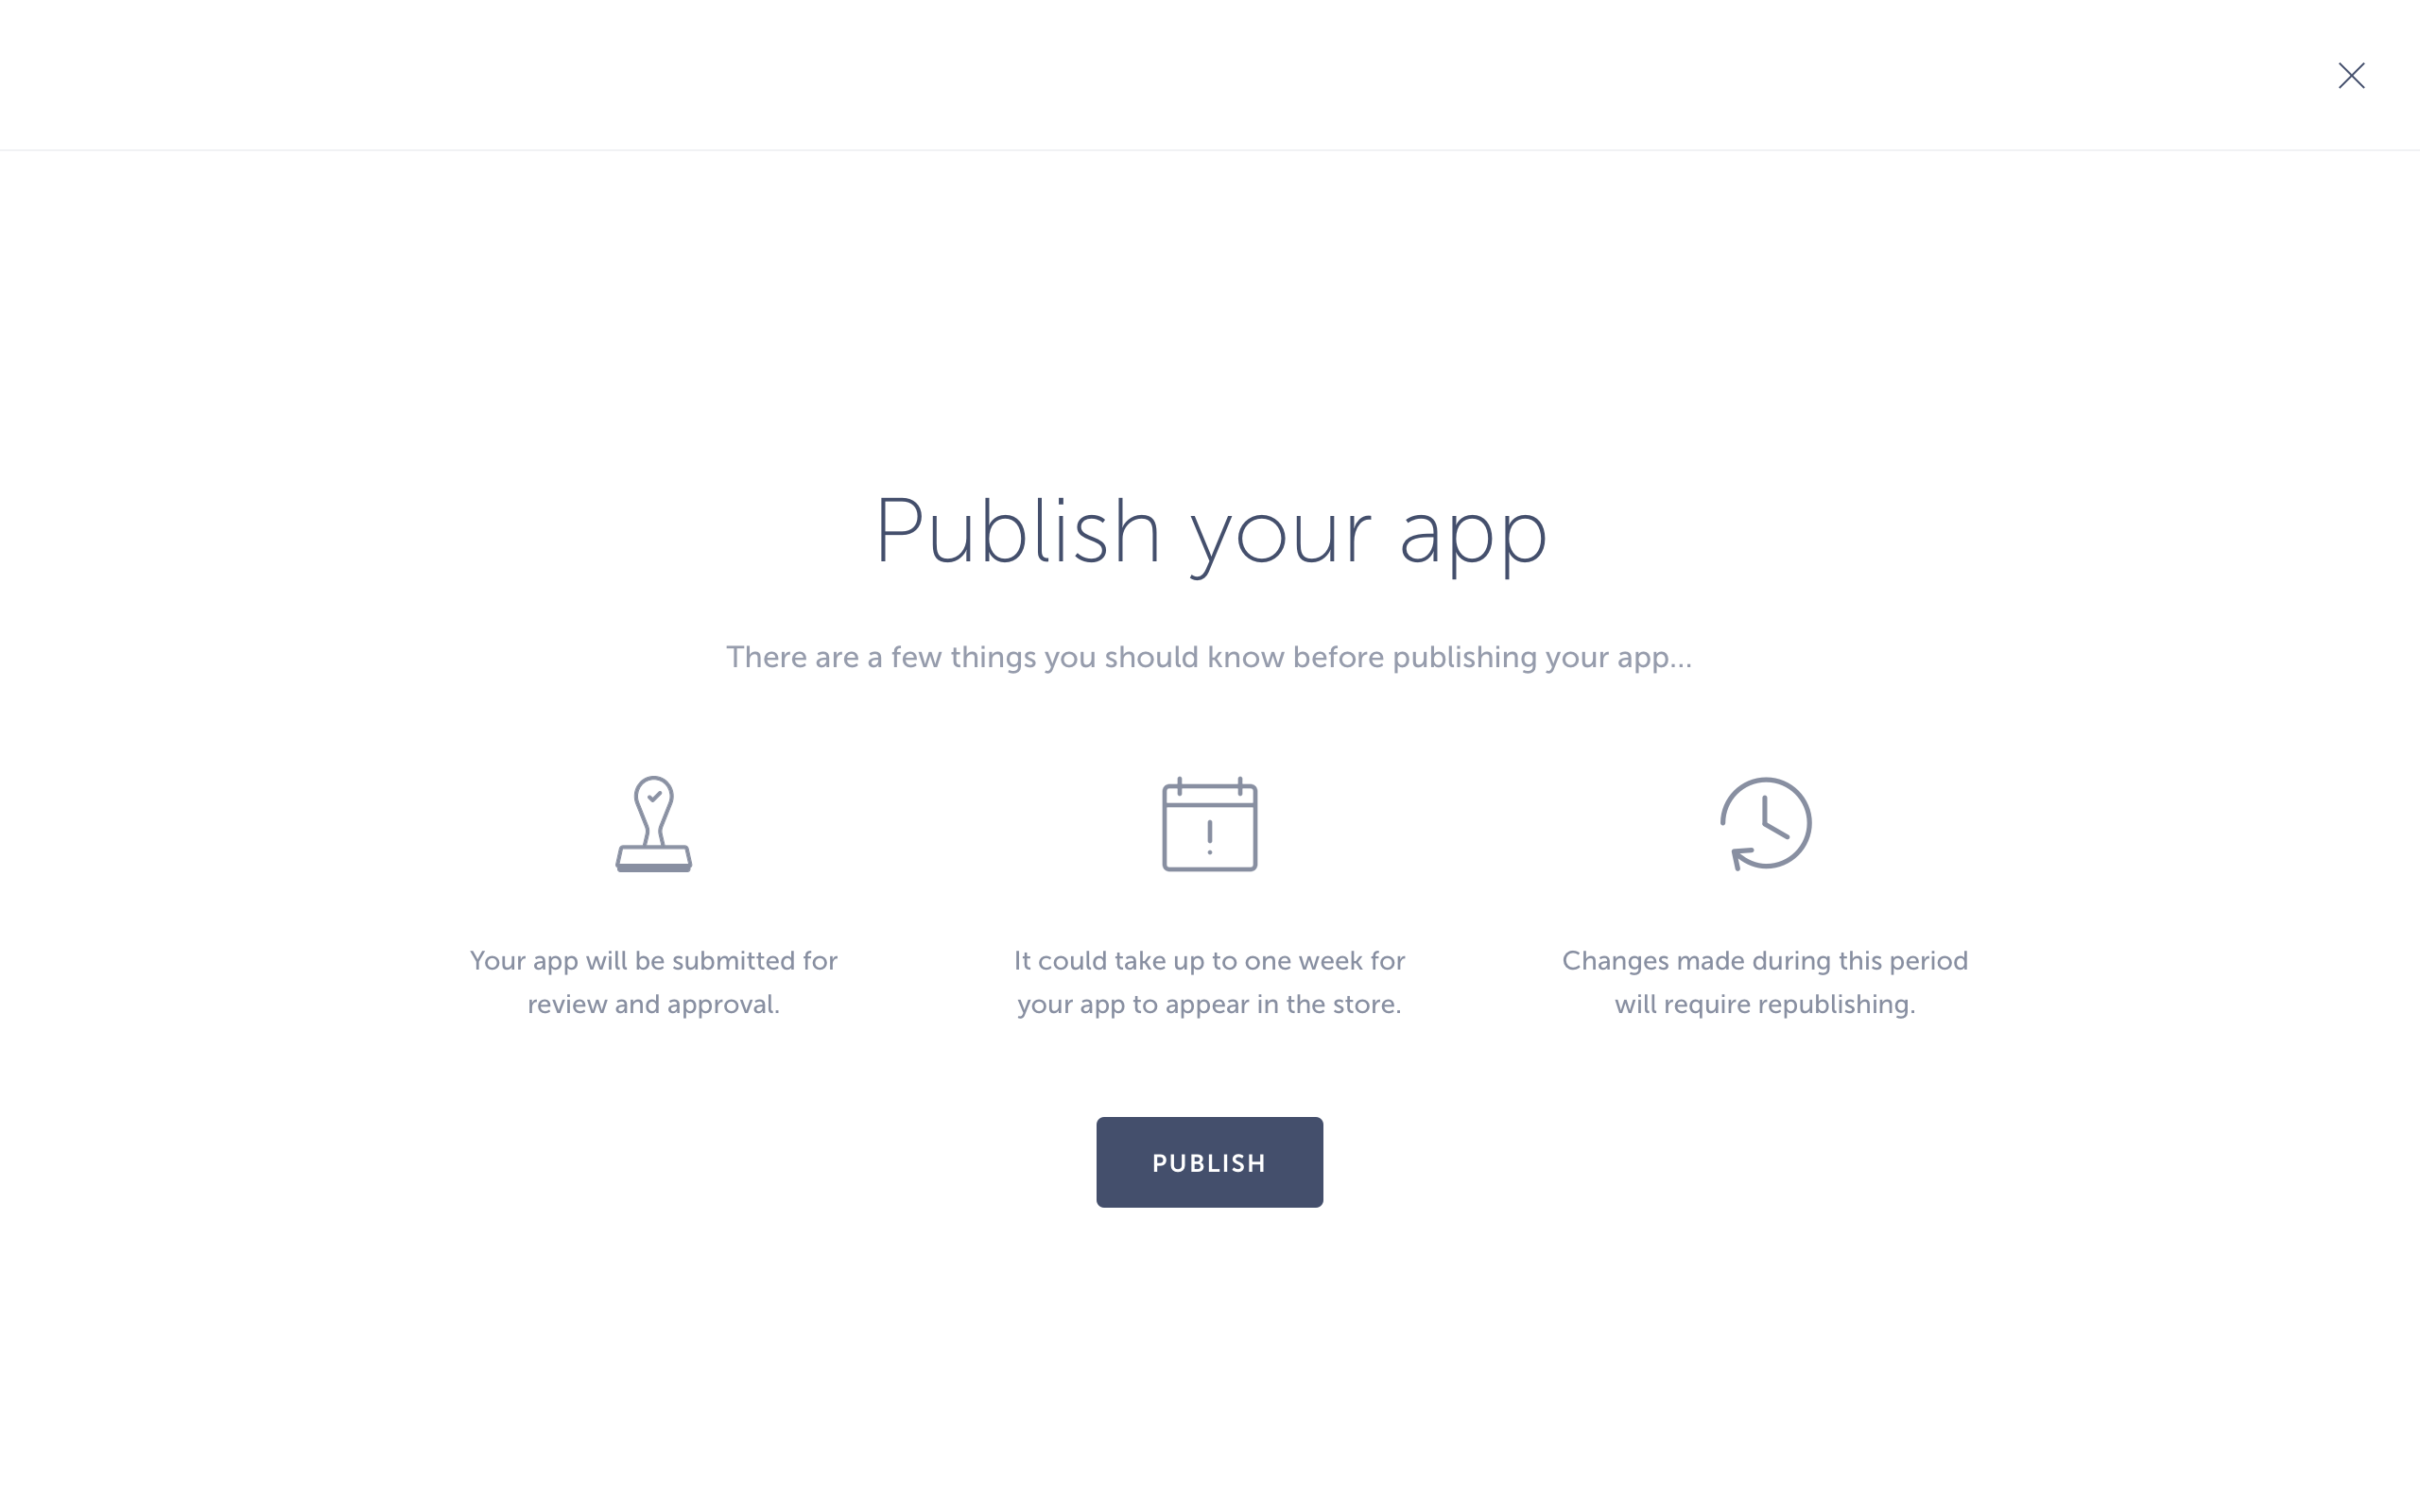 Publish your app
There are a few things you should know before publishing your app...
Your app will be submitted for
review and approval.
It could take up to one week for
your app to appear in the store.
Changes made during this period
will require republishing.
PUBLISH